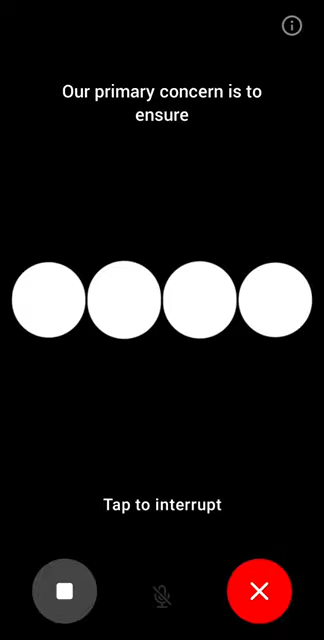 Our primary concern is to
ensure
Tap to interrupt